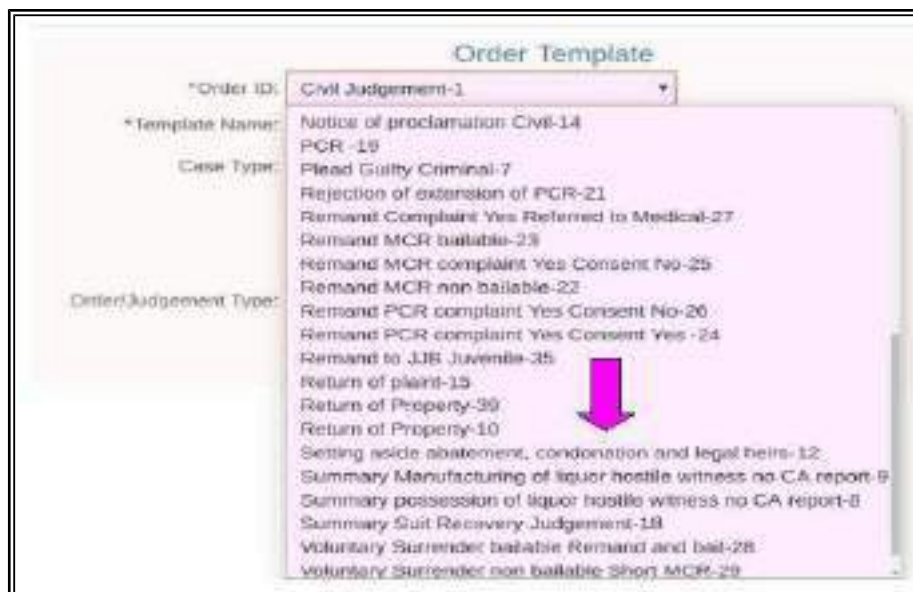 Order Template
*Order ID: Civil Judgement-1
*Template Name:
Case Type:
Order/Judgement Type:
Notice of proclamation Civil-14
PCR -19
Plead Guilty Criminal-7
Rejection of extension of PCR-21
Remand Complaint Yes Referred to Medical-27
Remand MCR bailable-23
Remand MCR complaint Yes Consent No-25
Remand MCR non bailable-22
Remand PCR complaint Yes Consent No-26
Remand PCR complaint Yes Consent Yes -24
Remand to JJB Juvenile-35
Return of plaint-15
Return of Property-39
Return of Property-10
Setting aside abatement, condonation and legal heirs-12
Summary Manufacturing of liquor hostile witness no CA report-9
Summary possession of liquor hostile witness no CA report-8
Summary Suit Recovery Judgement-18
Voluntary Surrender bailable Remand and bail-28
Voluntary Surrender non bailable Short MCR-29